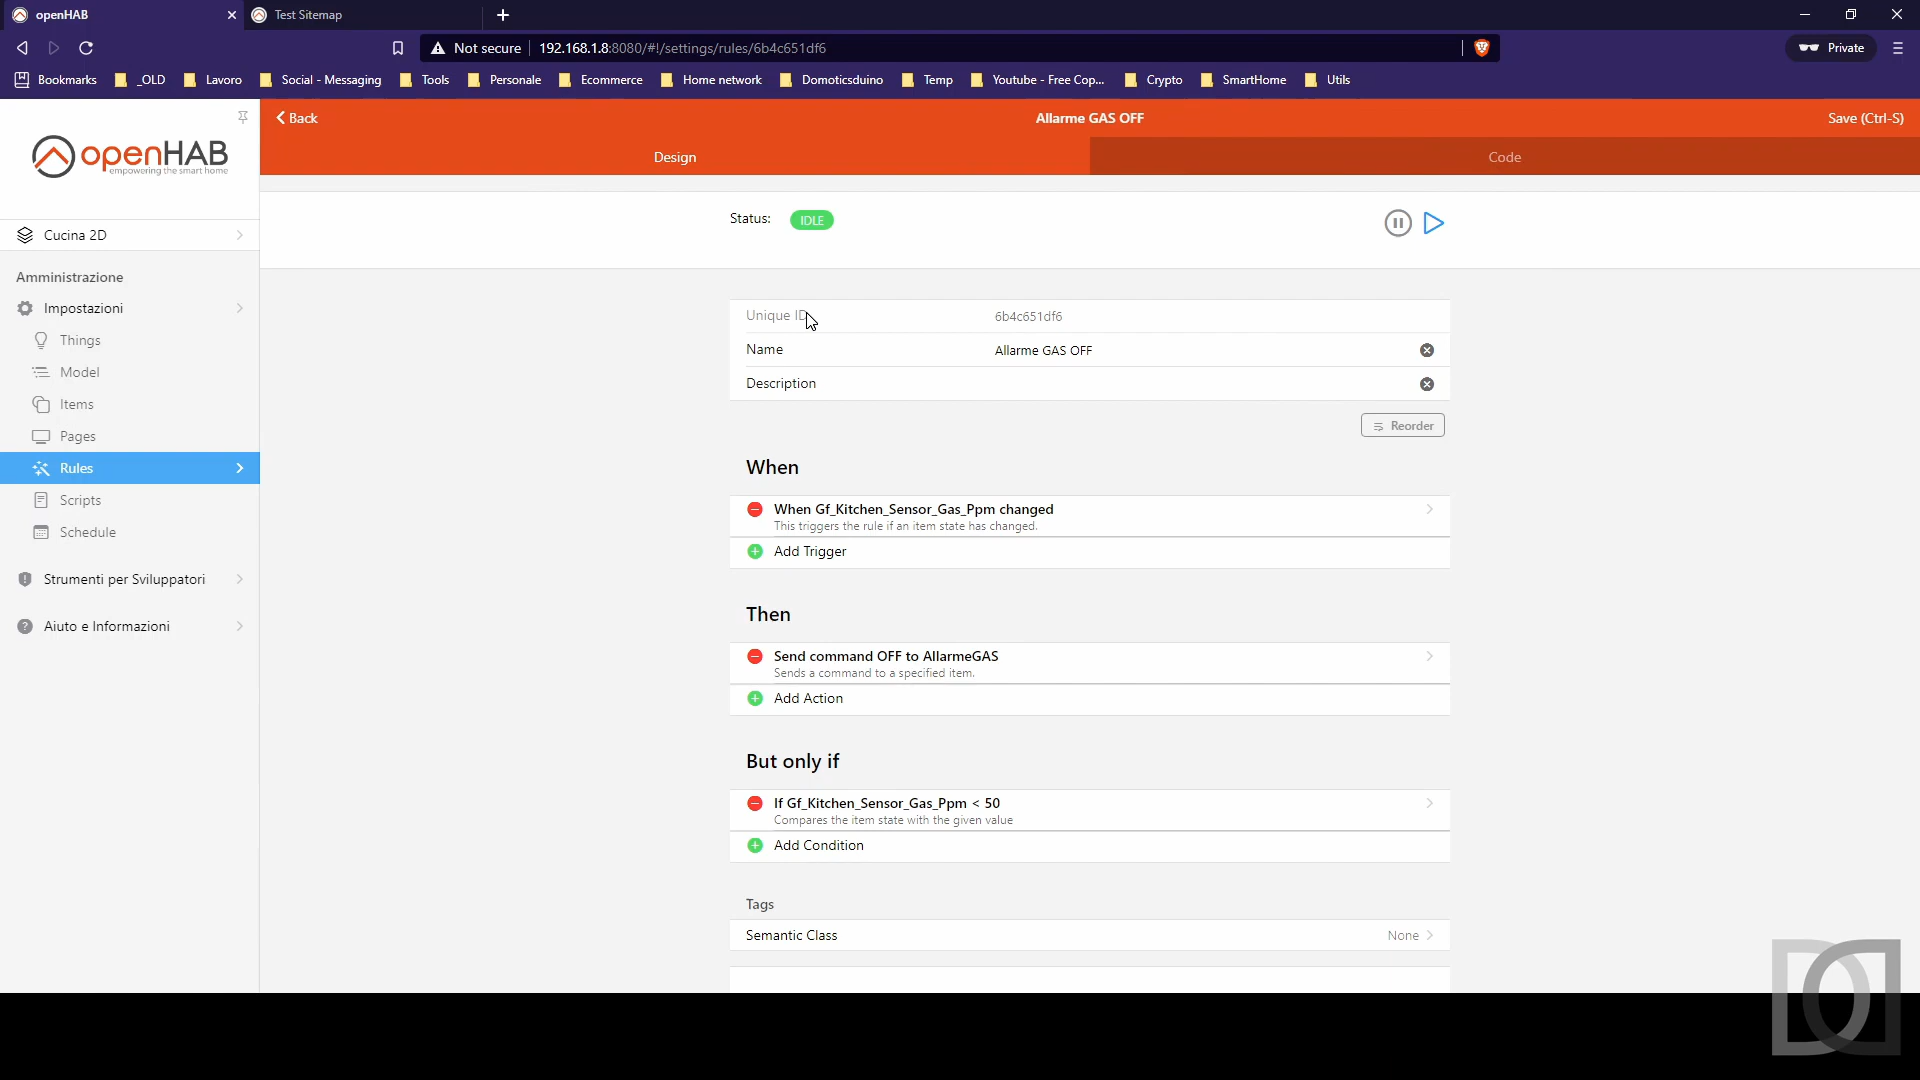 openHAB
Test Sitemap
Not secure
192.168.1.8:8080/#!/settings/rules/6b4c651df6
Private
Bookmarks
_OLD
Lavoro
Social - Messaging
Tools
Personale
Ecommerce
Home network
Domoticsduino
Temp
Youtube - Free Cop...
Crypto
SmartHome
Utils
openHAB
empowering the smart home
Cucina 2D
Amministrazione
Impostazioni
Things
Model
Items
Pages
Rules
Scripts
Schedule
Strumenti per Sviluppatori
Aiuto e Informazioni
Back
Allarme GAS OFF
Save (Ctrl-S)
Design
Code
Status:
IDLE
Unique ID
6b4c651df6
Name
Allarme GAS OFF
Description
Reorder
When
When Gf_Kitchen_Sensor_Gas_Ppm changed
This triggers the rule if an item state has changed.
Add Trigger
Then
Send command OFF to AllarmeGAS
Sends a command to a specified item.
Add Action
But only if
If Gf_Kitchen_Sensor_Gas_Ppm < 50
Compares the item state with the given value
Add Condition
Tags
Semantic Class
None